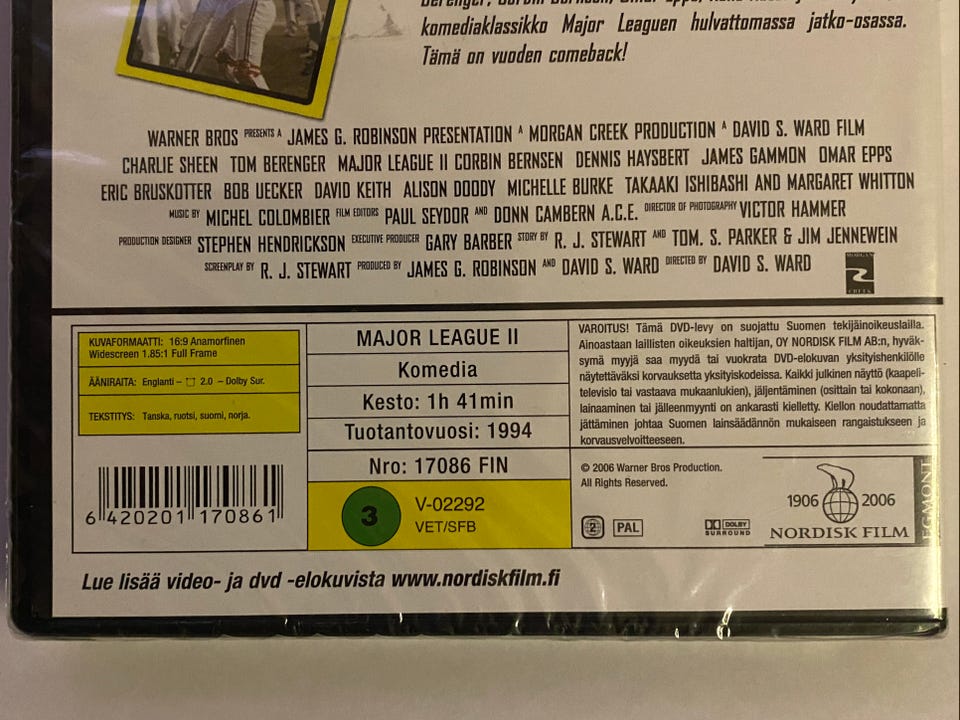 komediaklassikko Major Leaguen hulvattomassa jatko-osassa.
Tämä on vuoden comeback!
WARNER BROS PRESENTS A JAMES G. ROBINSON PRESENTATION A MORGAN CREEK PRODUCTION A DAVID S. WARD FILM
CHARLIE SHEEN TOM BERENGER MAJOR LEAGUE II CORBIN BERNSEN DENNIS HAYSBERT JAMES GAMMON OMAR EPPS
ERIC BRUSKOTTER BOB UECKER DAVID KEITH ALISON DOODY MICHELLE BURKE TAKAAKI ISHIBASHI AND MARGARET WHITTON
MUSIC BY MICHEL COLOMBIER FILM EDITORS PAUL SEYDOR AND DONN CAMBERN A.C.E. DIRECTOR OF PHOTOGRAPHY VICTOR HAMMER
PRODUCTION DESIGNER STEPHEN HENDRICKSON EXECUTIVE PRODUCER GARY BARBER STORY BY R. J. STEWART AND TOM. S. PARKER & JIM JENNEWEIN
SCREENPLAY BY R. J. STEWART PRODUCED BY JAMES G. ROBINSON AND DAVID S. WARD DIRECTED BY DAVID S. WARD
MORGAN
CREEK
KUVAFORMAATTI: 16:9 Anamorfinen
Widescreen 1.85:1 Full Frame
ÄÄNIRAITA: Englanti – 2.0 – Dolby Sur.
TEKSTITYS: Tanska, ruotsi, suomi, norja.
6 420201 170861
MAJOR LEAGUE II
Komedia
Kesto: 1h 41min
Tuotantovuosi: 1994
Nro: 17086 FIN
3
V-02292
VET/SFB
VAROITUS! Tämä DVD-levy on suojattu Suomen tekijäinoikeuslailla.
Ainoastaan laillisten oikeuksien haltijan, OY NORDISK FILM AB:n, hyväk-
symä myyjä saa myydä tai vuokrata DVD-elokuvan yksityishenkilölle
näytettäväksi korvauksetta yksityiskodeissa. Kaikki julkinen näyttö (kaapeli-
televisio tai vastaava mukaanlukien), jäljentäminen (osittain tai kokonaan),
lainaaminen tai jälleenmyynti on ankarasti kielletty. Kiellon noudattamatta
jättäminen johtaa Suomen lainsäädännön mukaiseen rangaistukseen ja
korvausvelvoitteeseen.
© 2006 Warner Bros Production.
All Rights Reserved.
2
PAL
DOLBY
SURROUND
1906 2006
NORDISK FILM
EGMONT
Lue lisää video- ja dvd -elokuvista www.nordiskfilm.fi